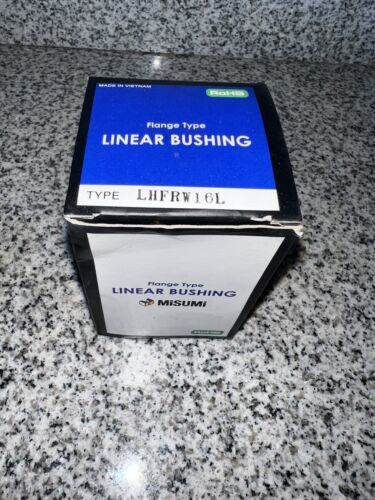 MADE IN VIETNAM
RoHS
Flange Type
LINEAR BUSHING
TYPE LHFRW16L
Flange Type
LINEAR BUSHING
MiSUMi